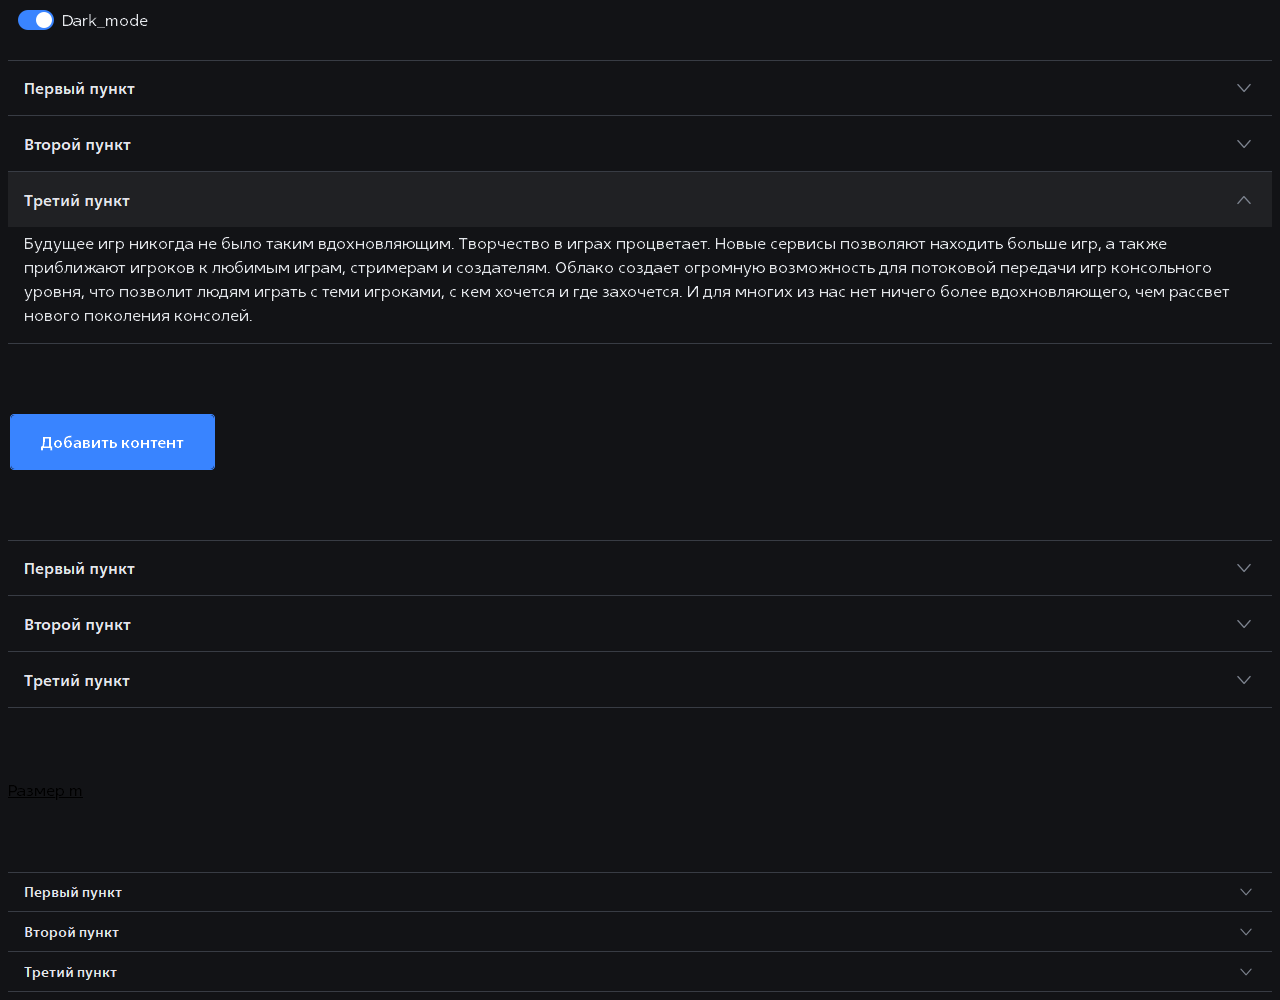 Dark_mode
Первый пункт
Второй пункт
Третий пункт
Будущее игр никогда не было таким вдохновляющим. Творчество в играх процветает. Новые сервисы позволяют находить больше игр, а также
приближают игроков к любимым играм, стримерам и создателям. Облако создает огромную возможность для потоковой передачи игр консольного
уровня, что позволит людям играть с теми игроками, с кем хочется и где захочется. И для многих из нас нет ничего более вдохновляющего, чем рассвет
нового поколения консолей.
Добавить контент
Первый пункт
Второй пункт
Третий пункт
Размер m
Первый пункт
Второй пункт
Третий пункт